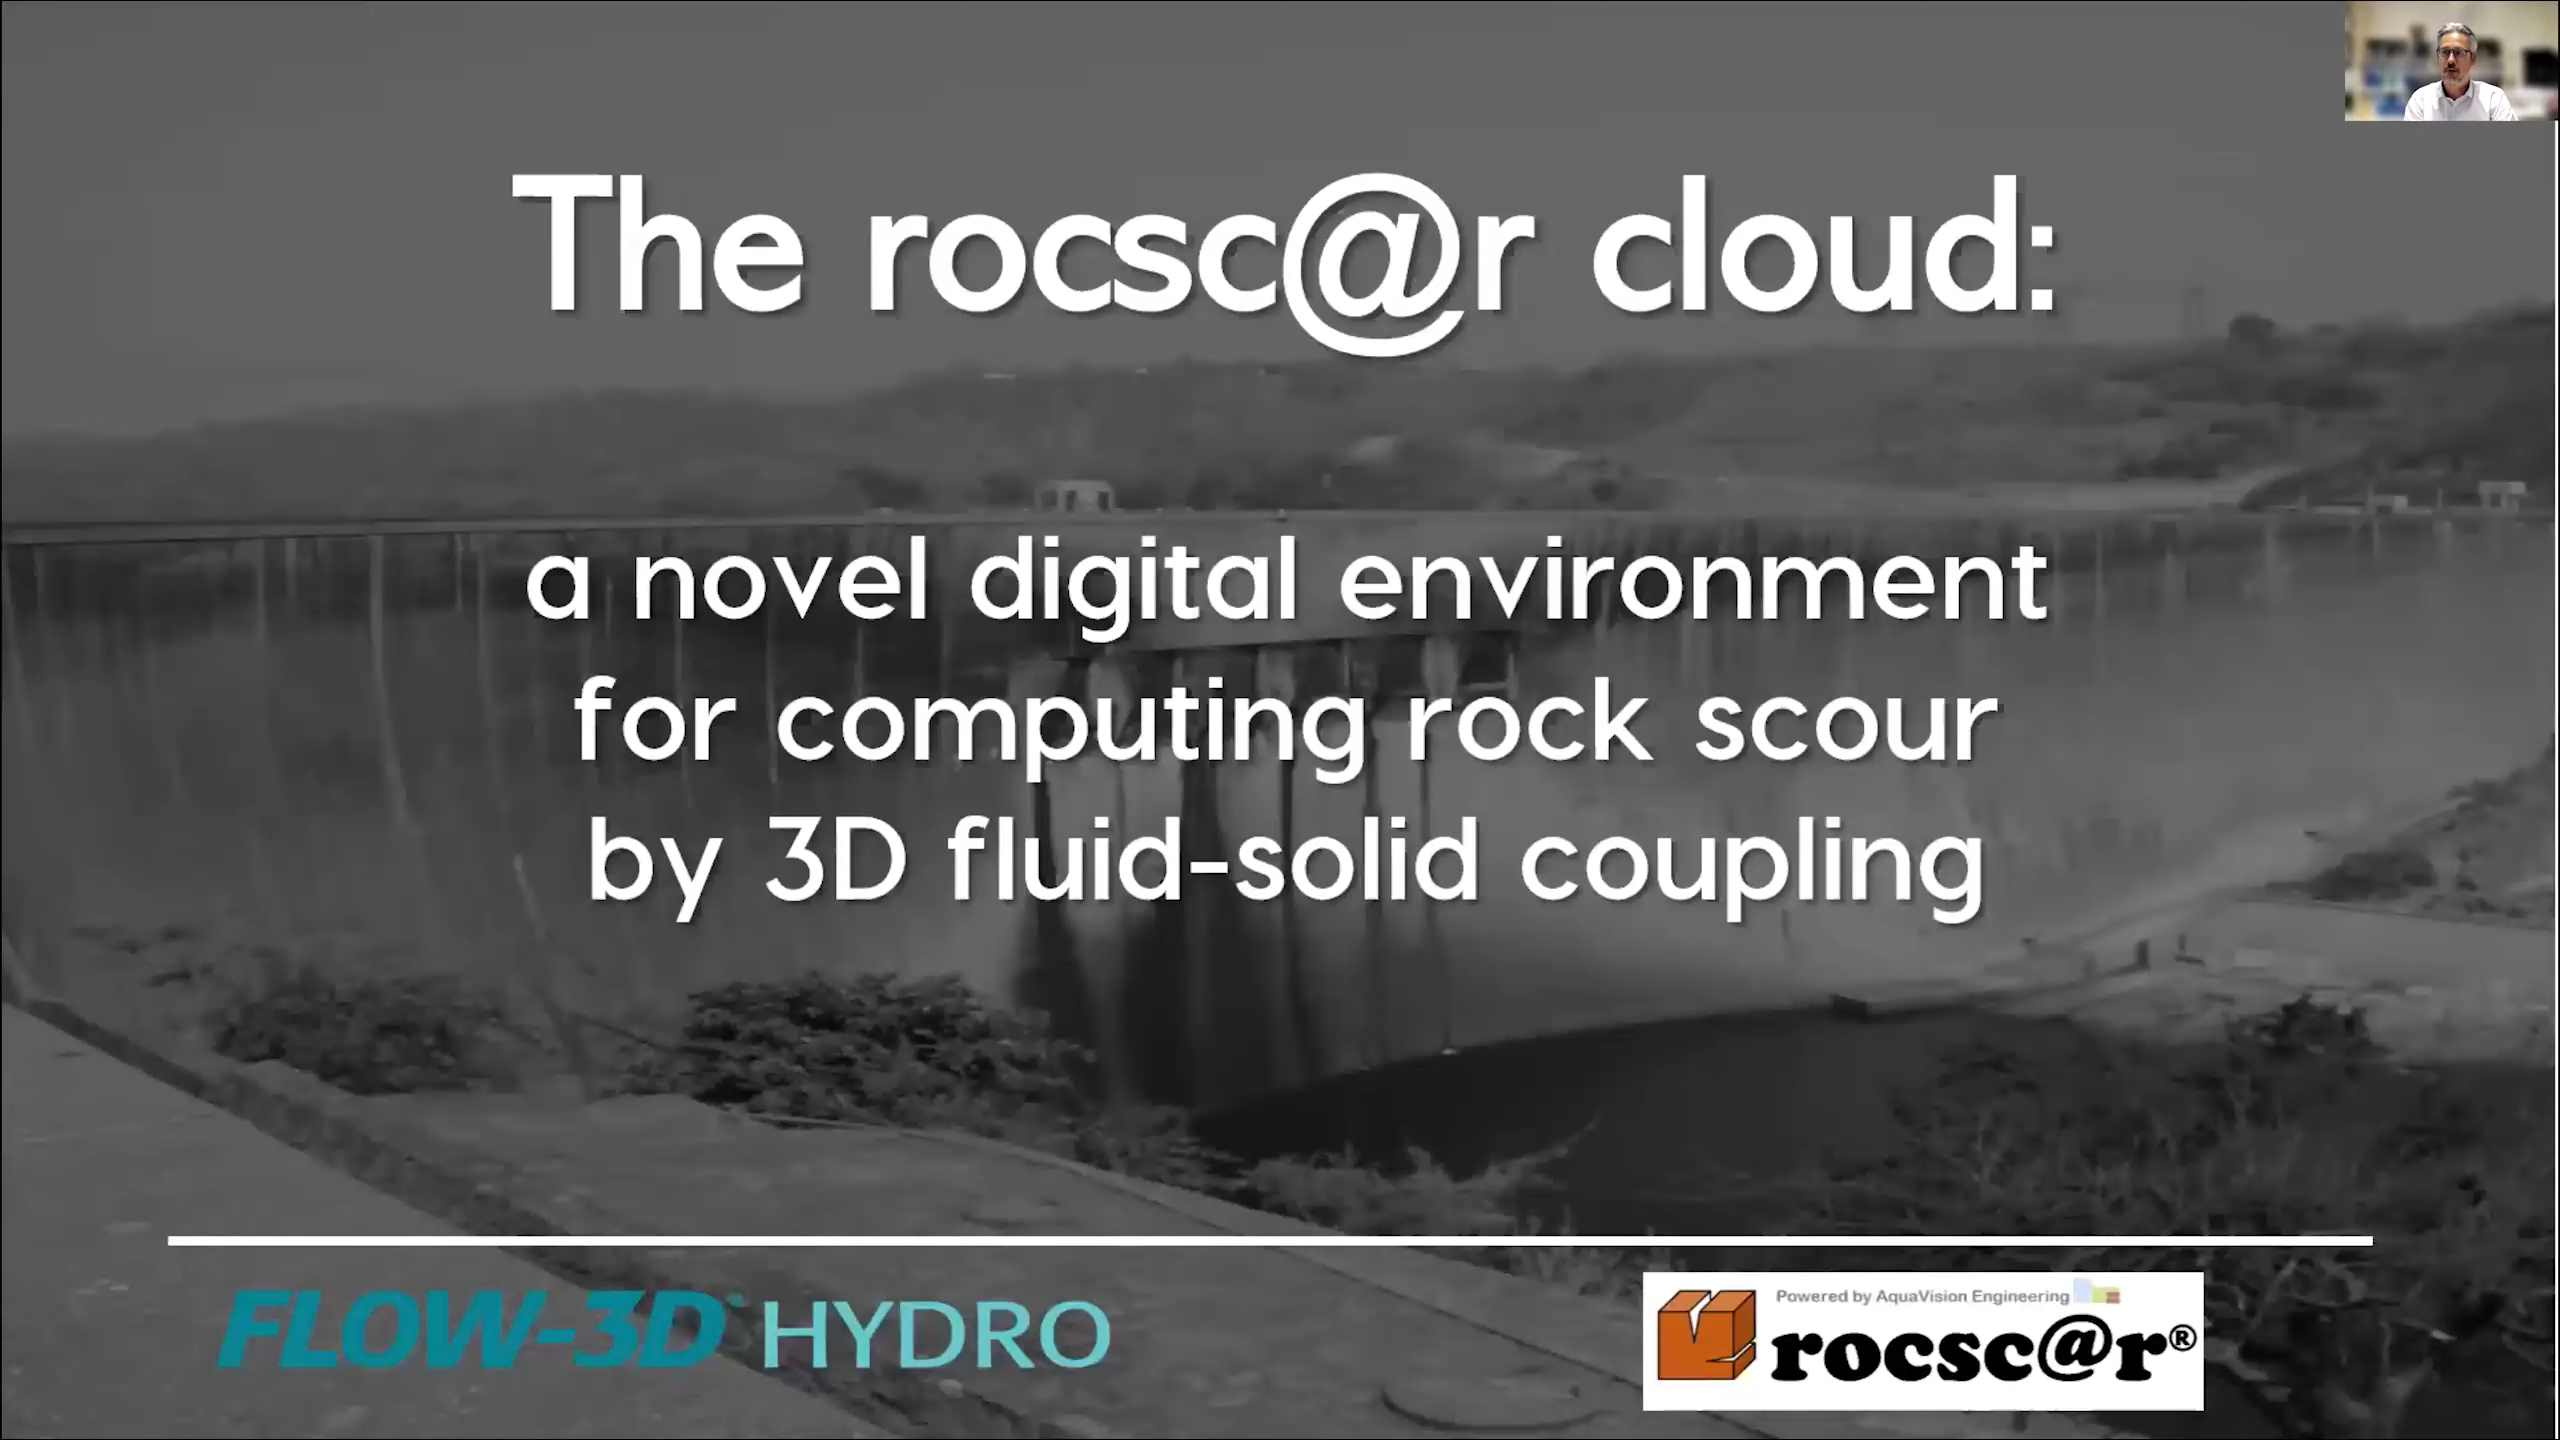 The rocsc@r cloud:
a novel digital environment
for computing rock scour
by 3D fluid-solid coupling
FLOW-3D HYDRO
Powered by AquaVision Engineering
rocsc@r®